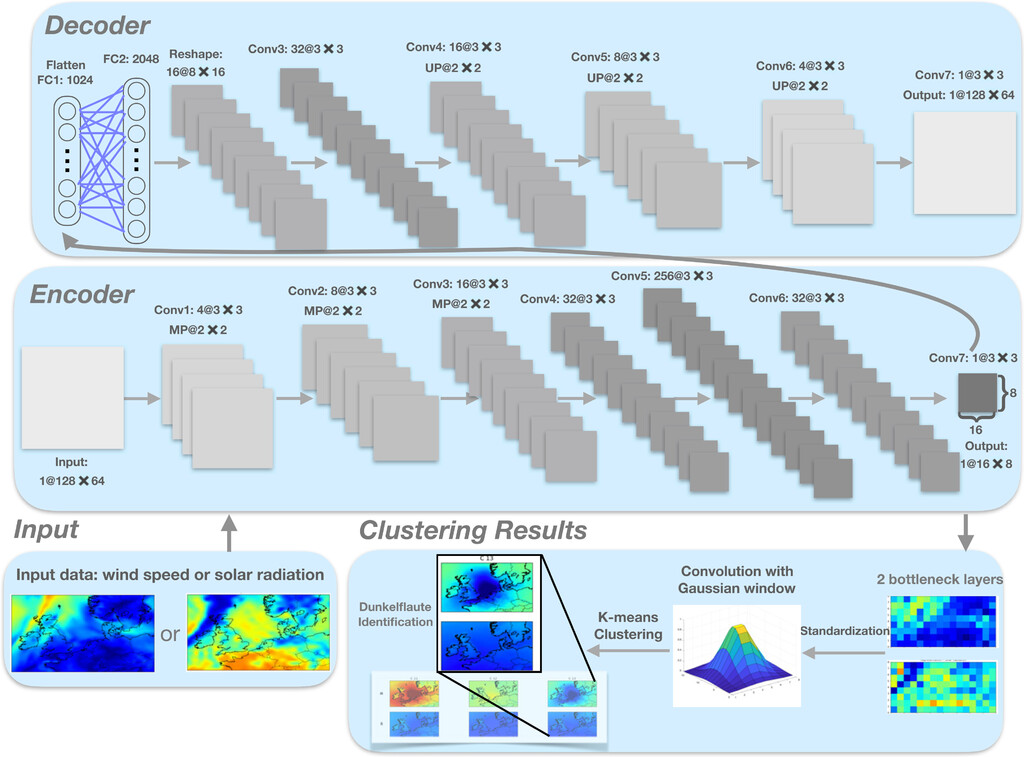 Decoder
Flatten
FC1: 1024
FC2: 2048
Reshape:
16@8 ✖ 16
Conv3: 32@3 ✖ 3
Conv4: 16@3 ✖ 3
UP@2 ✖ 2
Conv5: 8@3 ✖ 3
UP@2 ✖ 2
Conv6: 4@3 ✖ 3
UP@2 ✖ 2
Conv7: 1@3 ✖ 3
Output: 1@128 ✖ 64
Encoder
Input:
1@128 ✖ 64
Conv1: 4@3 ✖ 3
MP@2 ✖ 2
Conv2: 8@3 ✖ 3
MP@2 ✖ 2
Conv3: 16@3 ✖ 3
MP@2 ✖ 2
Conv4: 32@3 ✖ 3
Conv5: 256@3 ✖ 3
Conv6: 32@3 ✖ 3
Conv7: 1@3 ✖ 3
8
16
Output:
1@16 ✖ 8
Input
Input data: wind speed or solar radiation
or
Clustering Results
Dunkelflaute
Identification
C 13
K-means
Clustering
Convolution with
Gaussian window
Standardization
2 bottleneck layers